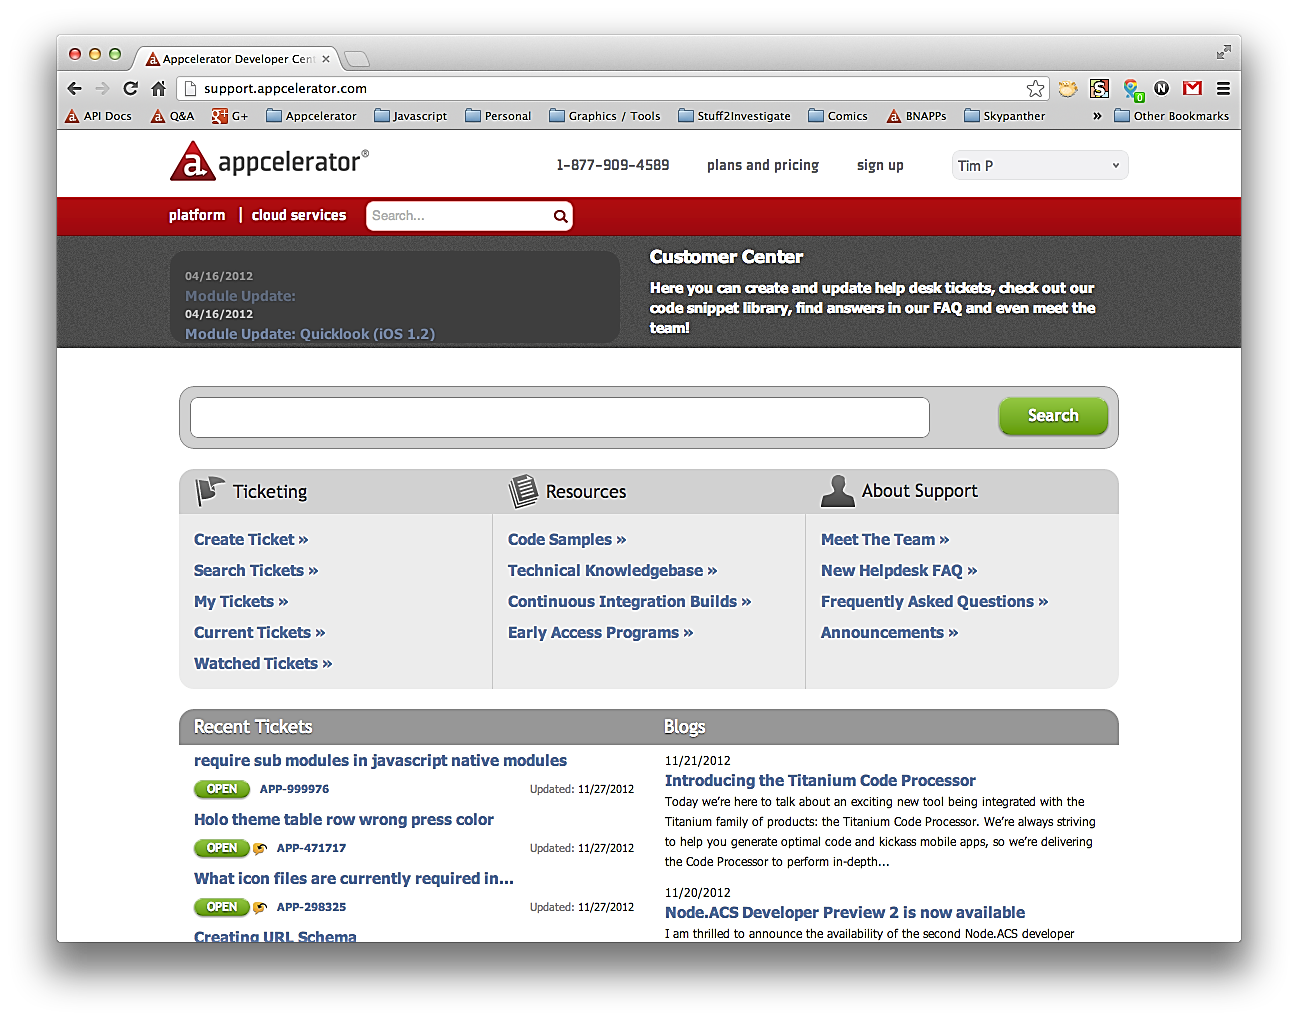 Appcelerator Developer Cent
support.appcelerator.com
0
N
API Docs Q&A G+ Appcelerator Javascript Personal Graphics / Tools Stuff2Investigate Comics BNAPPs Skypanther » Other Bookmarks
appcelerator® 1-877-909-4589 plans and pricing sign up Tim P
platform | cloud services Search...
04/16/2012
Module Update:
04/16/2012
Module Update: Quicklook (iOS 1.2)
Customer Center
Here you can create and update help desk tickets, check out our
code snippet library, find answers in our FAQ and even meet the
team!
Search
Ticketing
Create Ticket »
Search Tickets »
My Tickets »
Current Tickets »
Watched Tickets »
Resources
Code Samples »
Technical Knowledgebase »
Continuous Integration Builds »
Early Access Programs »
About Support
Meet The Team »
New Helpdesk FAQ »
Frequently Asked Questions »
Announcements »
Recent Tickets
require sub modules in javascript native modules
OPEN APP-999976 Updated: 11/27/2012
Holo theme table row wrong press color
OPEN APP-471717 Updated: 11/27/2012
What icon files are currently required in...
OPEN APP-298325 Updated: 11/27/2012
Creating URL Schema
Blogs
11/21/2012
Introducing the Titanium Code Processor
Today we're here to talk about an exciting new tool being integrated with the
Titanium family of products: the Titanium Code Processor. We're always striving
to help you generate optimal code and kickass mobile apps, so we're delivering
the Code Processor to perform in-depth...
11/20/2012
Node.ACS Developer Preview 2 is now available
I am thrilled to announce the availability of the second Node.ACS developer